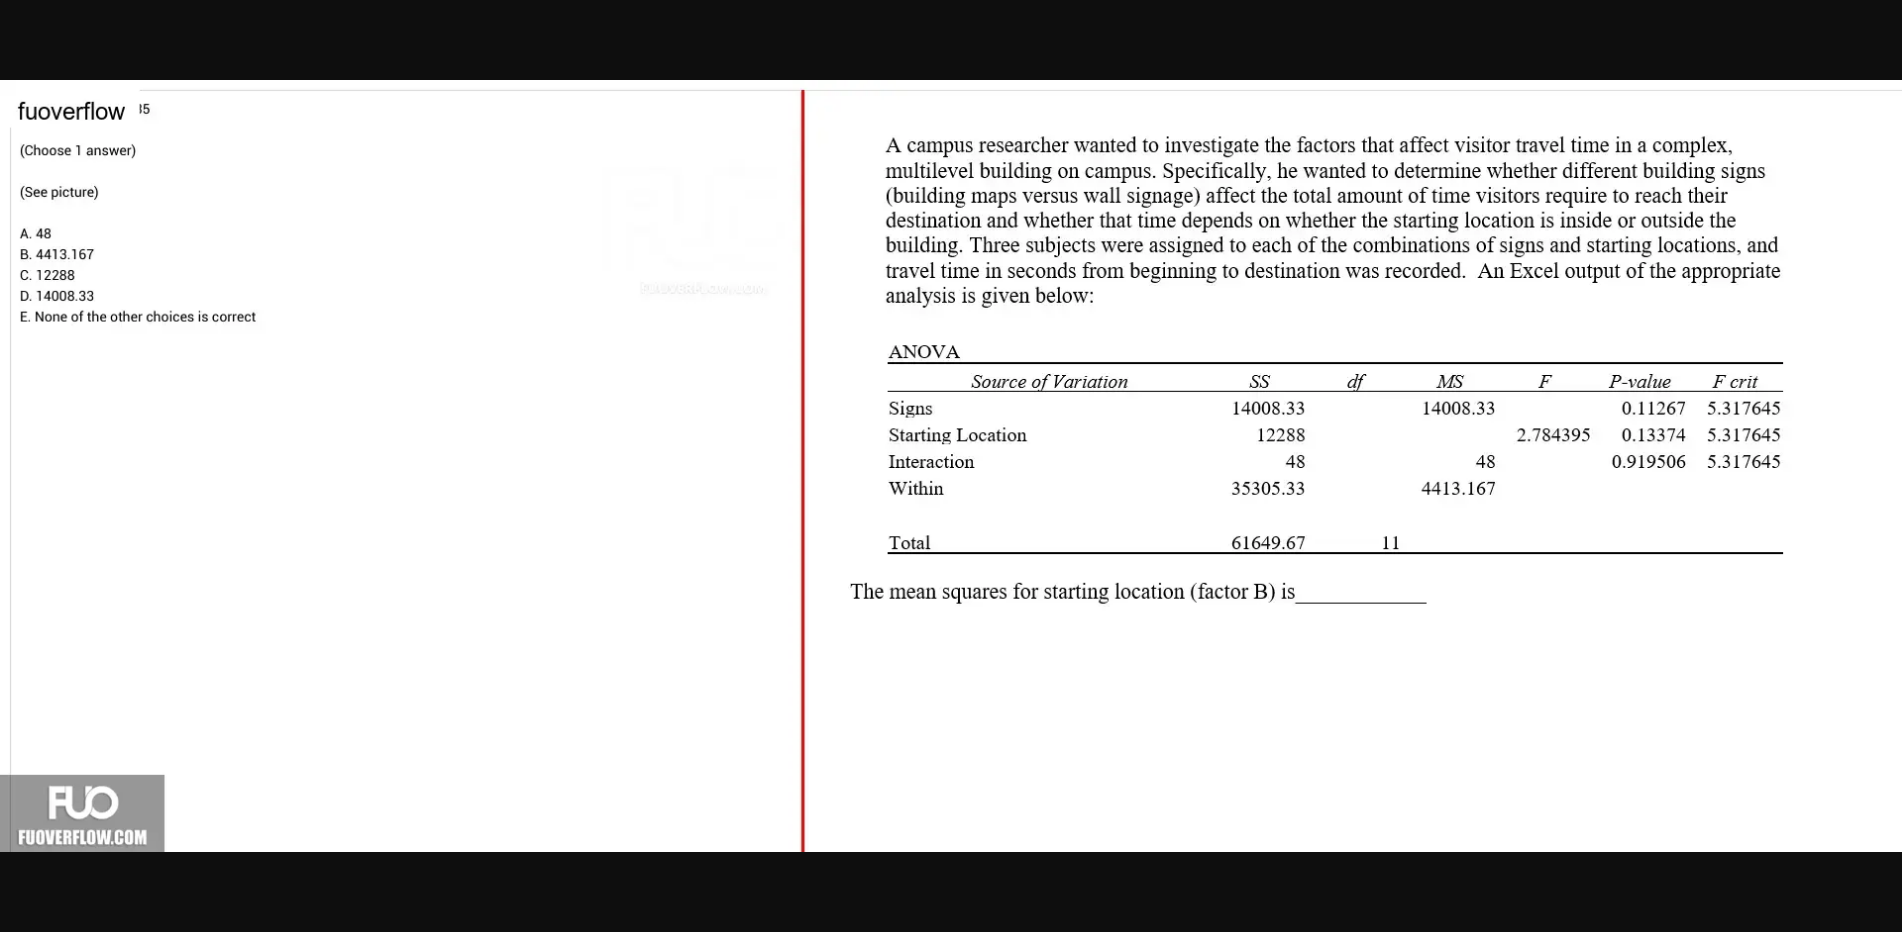 fuoverflow 35
(Choose 1 answer)
(See picture)
A. 48
B. 4413.167
C. 12288
D. 14008.33
E. None of the other choices is correct
FUOVERFLOW.COM
A campus researcher wanted to investigate the factors that affect visitor travel time in a complex,
multilevel building on campus. Specifically, he wanted to determine whether different building signs
(building maps versus wall signage) affect the total amount of time visitors require to reach their
destination and whether that time depends on whether the starting location is inside or outside the
building. Three subjects were assigned to each of the combinations of signs and starting locations, and
travel time in seconds from beginning to destination was recorded. An Excel output of the appropriate
analysis is given below:
ANOVA
Source of Variation SS df MS F P-value F crit
Signs 14008.33 14008.33 0.11267 5.317645
Starting Location 12288 2.784395 0.13374 5.317645
Interaction 48 48 0.919506 5.317645
Within 35305.33 4413.167
Total 61649.67 11
The mean squares for starting location (factor B) is____________
FUO
FUOVERFLOW.COM